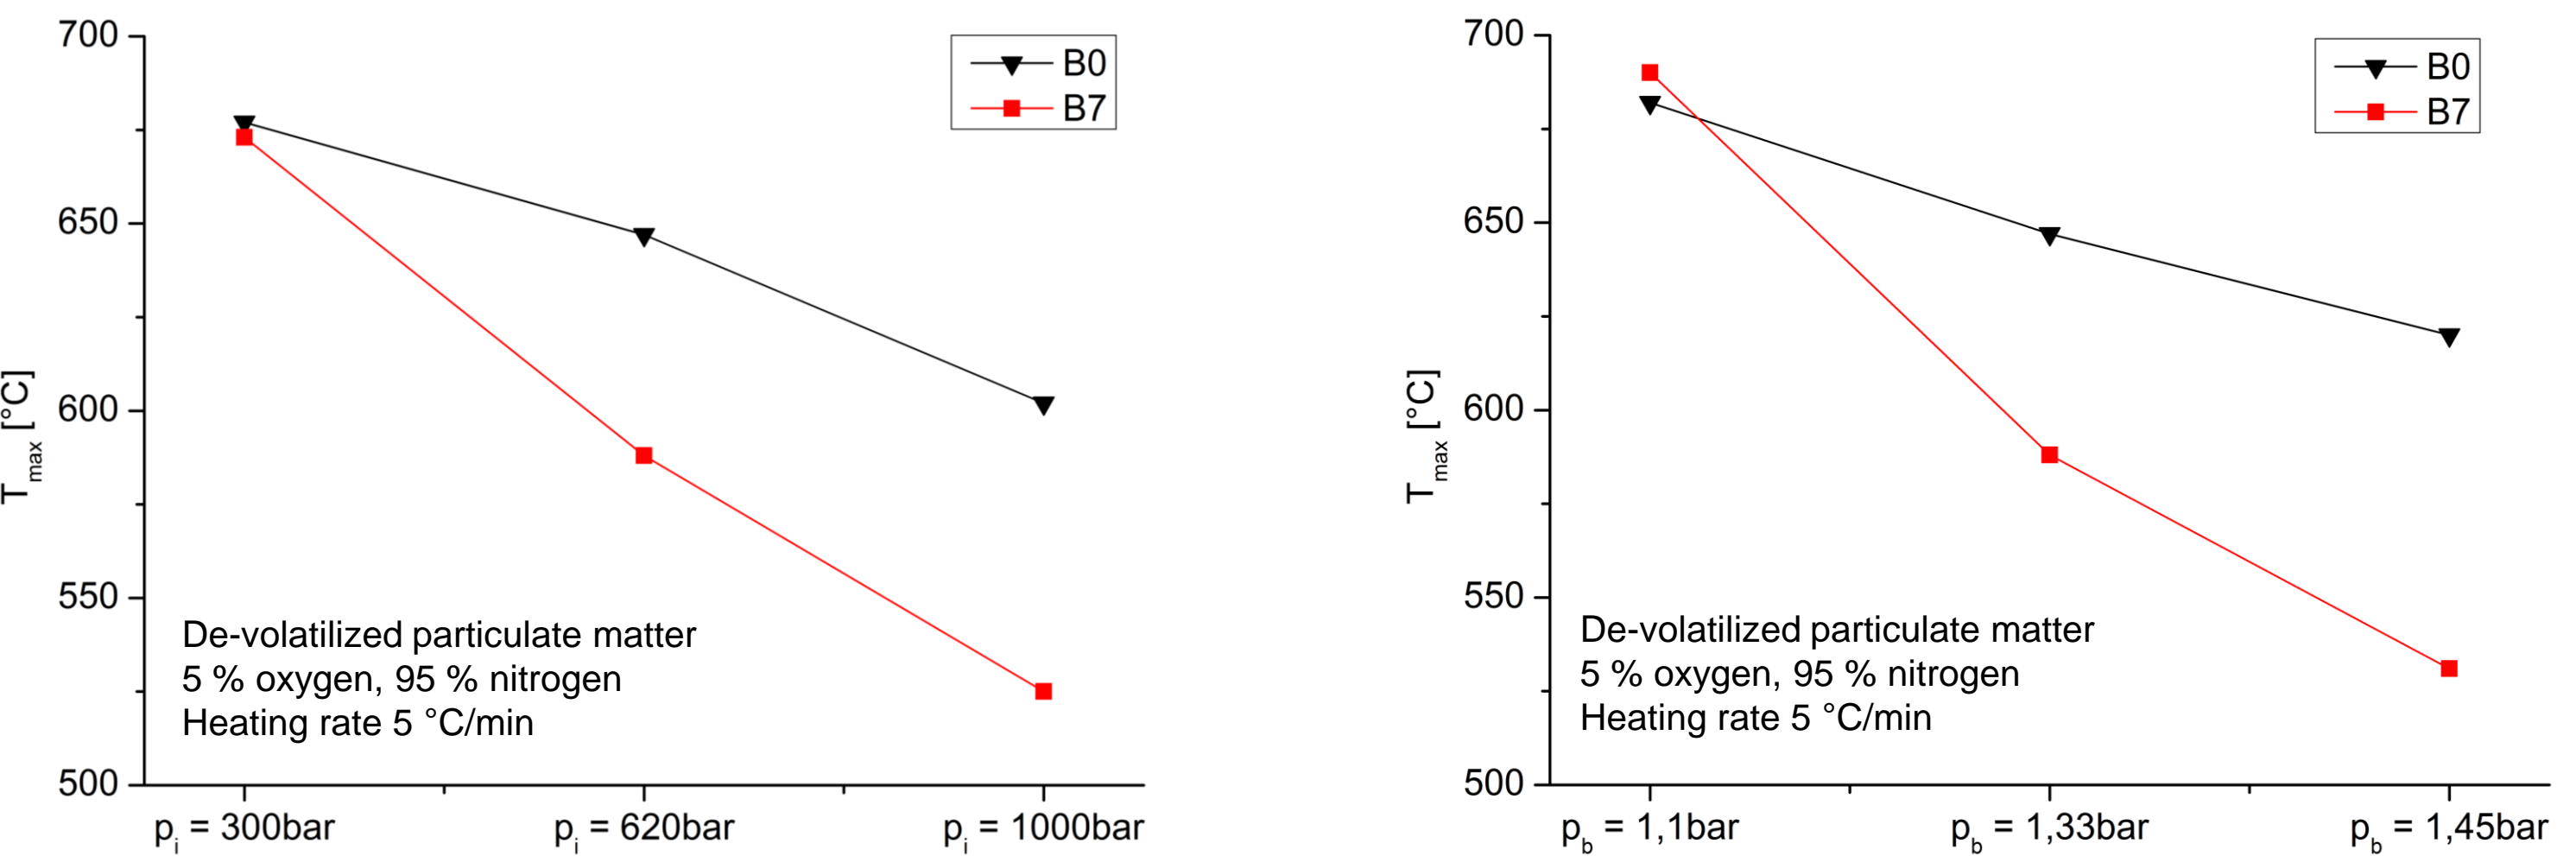 700
650
600
550
500
T_max [°C]
B0
B7
De-volatilized particulate matter
5 % oxygen, 95 % nitrogen
Heating rate 5 °C/min
p_i = 300bar
p_i = 620bar
p_i = 1000bar
700
650
600
550
500
T_max [°C]
B0
B7
De-volatilized particulate matter
5 % oxygen, 95 % nitrogen
Heating rate 5 °C/min
p_b = 1,1bar
p_b = 1,33bar
p_b = 1,45bar